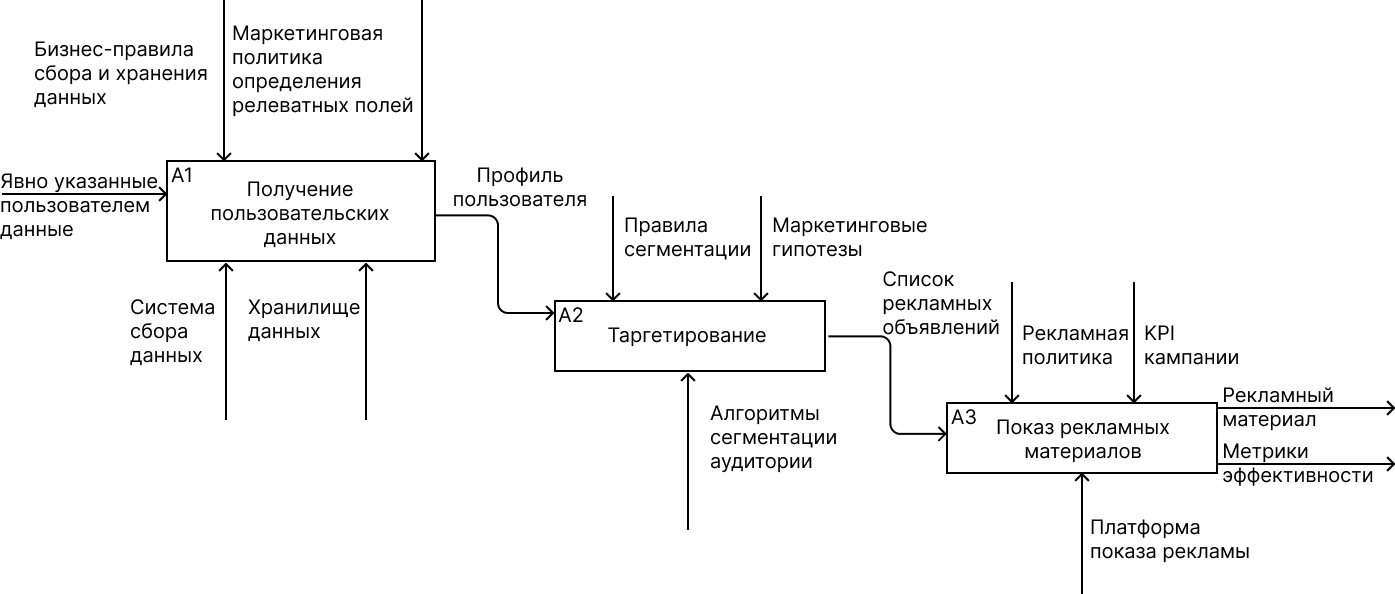 Бизнес-правила
сбора и хранения
данных
Маркетинговая
политика
определения
релеватных полей
Явно указанные
пользователем
данные
A1
Получение
пользовательских
данных
Система
сбора
данных
Хранилище
данных
Профиль
пользователя
Правила
сегментации
Маркетинговые
гипотезы
A2
Таргетирование
Алгоритмы
сегментации
аудитории
Список
рекламных
объявлений
Рекламная
политика
KPI
кампании
A3
Показ рекламных
материалов
Рекламный
материал
Метрики
эффективности
Платформа
показа рекламы